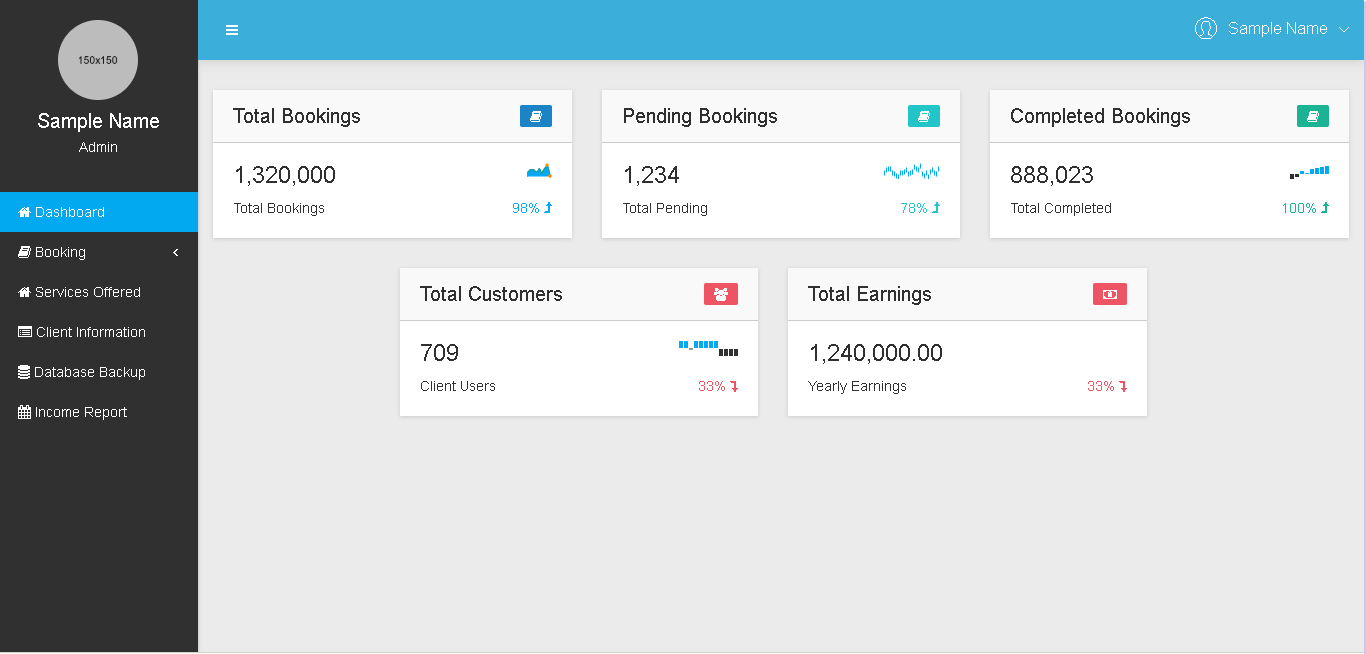 150x150
Sample Name
Admin
Dashboard
Booking
Services Offered
Client Information
Database Backup
Income Report
Sample Name
Total Bookings
1,320,000
Total Bookings
98%
Pending Bookings
1,234
Total Pending
78%
Completed Bookings
888,023
Total Completed
100%
Total Customers
709
Client Users
33%
Total Earnings
1,240,000.00
Yearly Earnings
33%